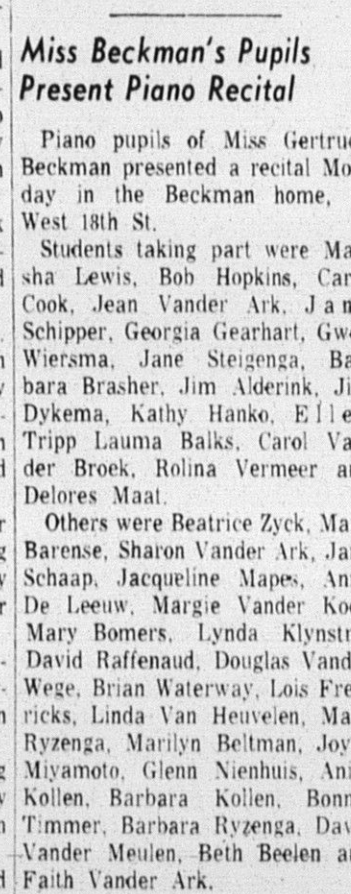 Miss Beckman's Pupils
Present Piano Recital
Piano pupils of Miss Gertrud
Beckman presented a recital Mo
day in the Beckman home,
West 18th St.
Students taking part were Ma
sha Lewis, Bob Hopkins, Car
Cook, Jean Vander Ark, Jan
Schipper, Georgia Gearhart, Gwe
Wiersma, Jane Steigenga, Ba
bara Brasher, Jim Alderink, Ji
Dykema, Kathy Hanko, Elle
Tripp Lauma Balks, Carol Va
der Broek, Rolina Vermeer a
Delores Maat.
Others were Beatrice Zyck, Ma
Barense, Sharon Vander Ark, Ja
Schaap, Jacqueline Mapes, An
De Leeuw, Margie Vander Koo
Mary Bomers, Lynda Klynstr
David Raffenaud, Douglas Vand
Wege, Brian Waterway, Lois Fre
ricks, Linda Van Heuvelen, Ma
Ryzenga, Marilyn Beltman, Joy
Miyamoto, Glenn Nienhuis, Ani
Kollen, Barbara Kollen, Bonn
Timmer, Barbara Ryzenga, Dav
Vander Meulen, Beth Beelen a
Faith Vander Ark.